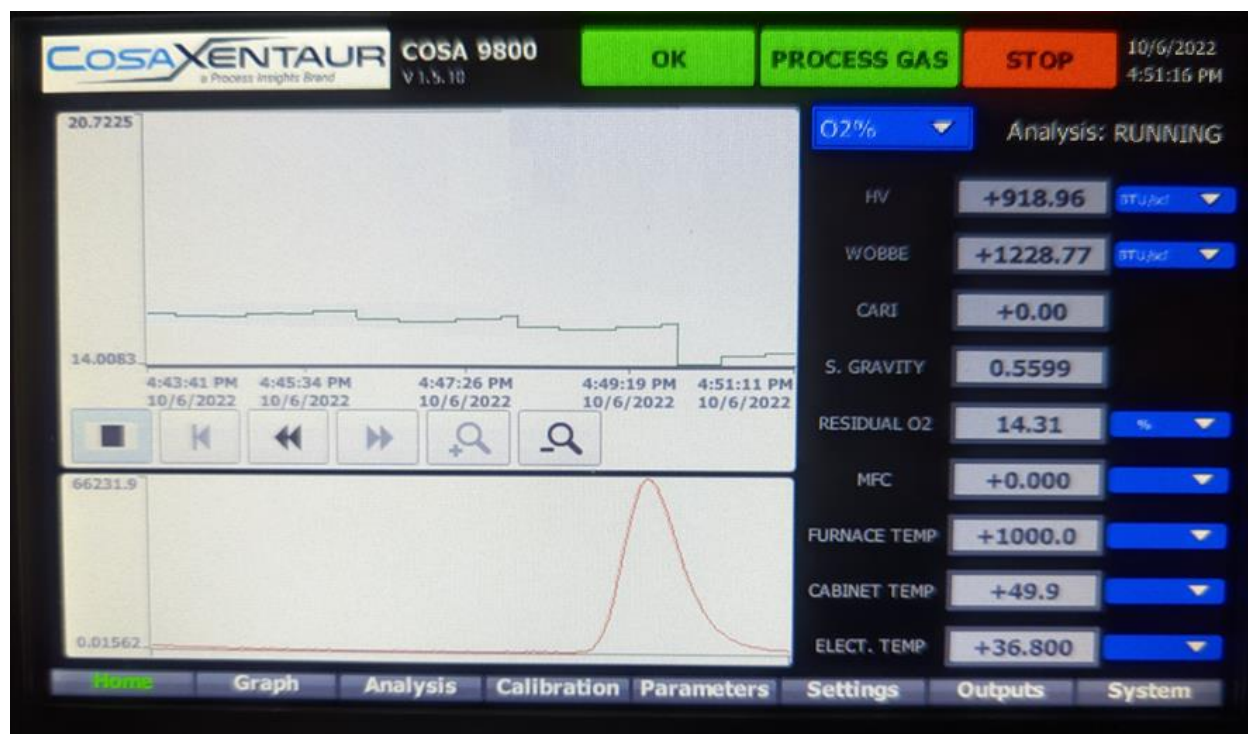 COSAXENTAUR
a Process Insights Brand
COSA 9800
V 1.5.10
OK
PROCESS GAS
STOP
10/6/2022
4:51:16 PM
20.7225
14.0083
4:43:41 PM 4:45:34 PM 4:47:26 PM 4:49:19 PM 4:51:11 PM
10/6/2022 10/6/2022 10/6/2022 10/6/2022 10/6/2022
66231.9
0.01562
O2%
Analysis: RUNNING
HV +918.96 BTU/scf
WOBBE +1228.77 BTU/scf
CARI +0.00
S. GRAVITY 0.5599
RESIDUAL O2 14.31 %
MFC +0.000
FURNACE TEMP +1000.0
CABINET TEMP +49.9
ELECT. TEMP +36.800
Home Graph Analysis Calibration Parameters Settings Outputs System